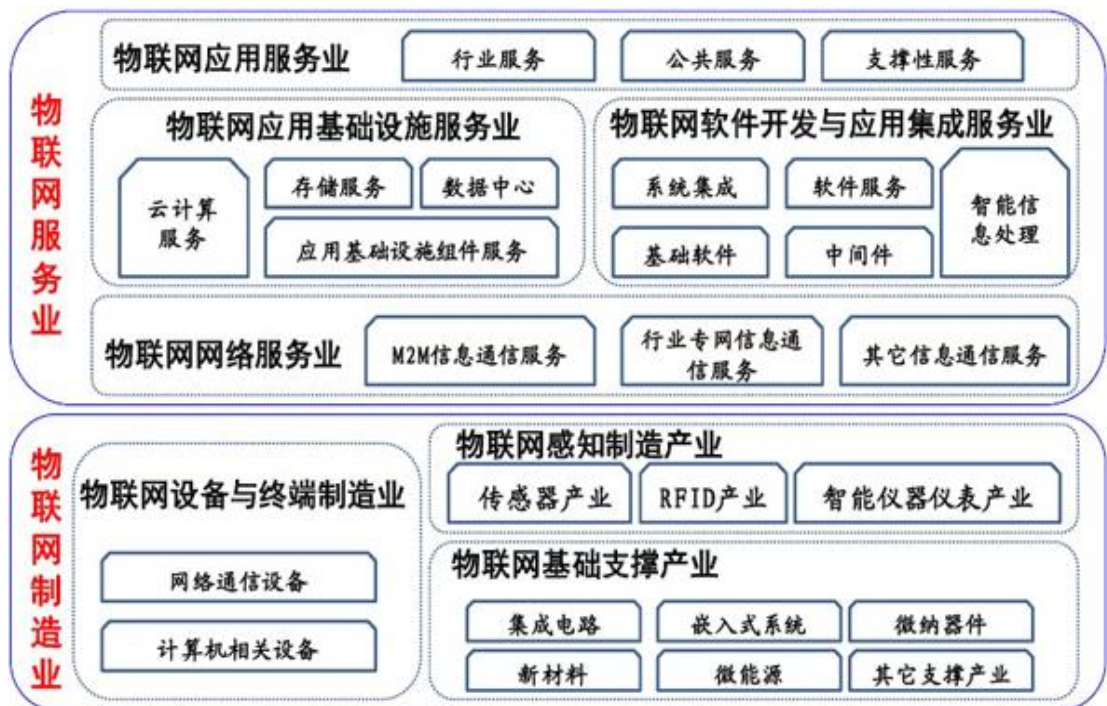 物联网服务业
物联网应用服务业
行业服务
公共服务
支撑性服务
物联网应用基础设施服务业
云计算
服务
存储服务
数据中心
应用基础设施组件服务
物联网软件开发与应用集成服务业
系统集成
软件服务
基础软件
中间件
智能信
息处理
物联网网络服务业
M2M信息通信服务
行业专网信息通
信服务
其它信息通信服务
物联网制造业
物联网设备与终端制造业
网络通信设备
计算机相关设备
物联网感知制造产业
传感器产业
RFID产业
智能仪器仪表产业
物联网基础支撑产业
集成电路
嵌入式系统
微纳器件
新材料
微能源
其它支撑产业